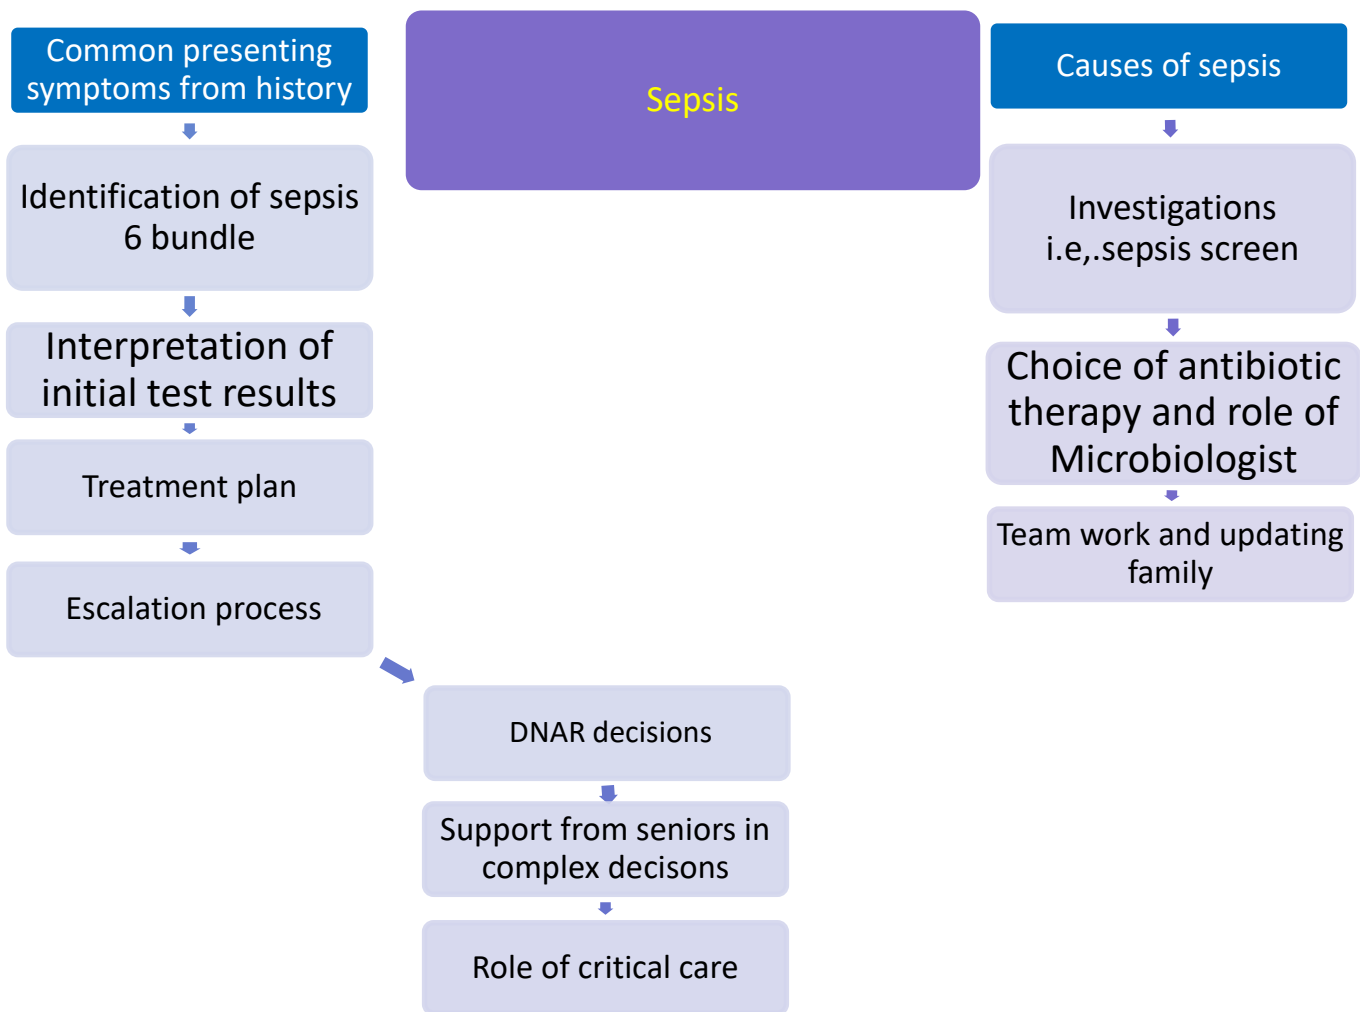 Common presenting
symptoms from history
Identification of sepsis
6 bundle
Interpretation of
initial test results
Treatment plan
Escalation process
Sepsis
DNAR decisions
Support from seniors in
complex decisons
Role of critical care
Causes of sepsis
Investigations
i.e,.sepsis screen
Choice of antibiotic
therapy and role of
Microbiologist
Team work and updating
family